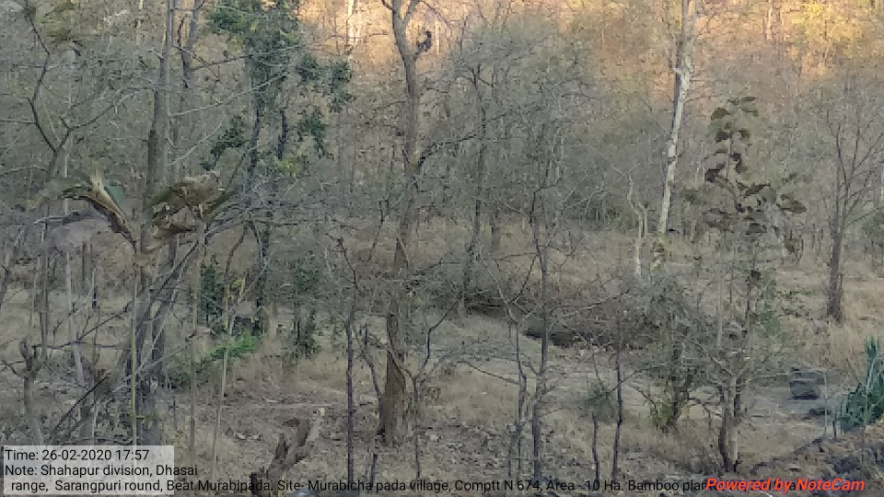 Time: 26-02-2020 17:57
Note: Shahapur division, Dhasai
range, Sarangpuri round, Beat Murabipada, Site- Murabicha pada village, Comptt N 674, Area - 10 Ha. Bamboo
Powered by NoteCam